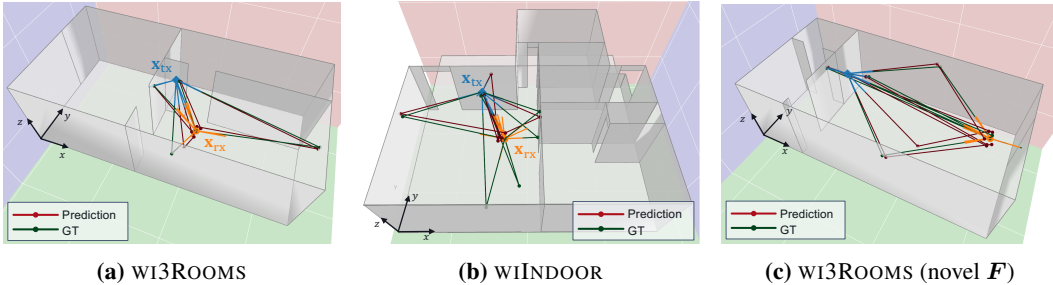 x_tx
x_rx
z
y
x
Prediction
GT
x_tx
x_rx
y
z
x
Prediction
GT
z
y
x
Prediction
GT
(a) WI3ROOMS
(b) WIINDOOR
(c) WI3ROOMS (novel F)